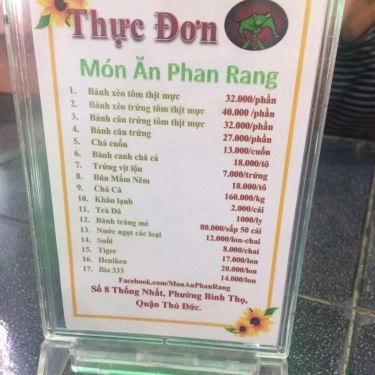 Thực Đơn
Món Ăn Phan Rang
1. Bánh xèo tôm thịt mực 32.000/phần
2. Bánh xèo trứng tôm thịt mực 40.000 /phần
3. Bánh căn trứng tôm thịt mực 32.000/phần
4. Bánh căn trứng 27.000/phần
5. Chả cuốn 13.000/cuốn
6. Bánh canh chả cá 18.000/tô
7. Trứng vịt lộn 7.000/trứng
8. Bún Mắm Nêm 18.000/tô
9. Chả Cá 160.000/kg
10. Khăn lạnh 2.000/cái
11. Trà Đá 1000/ly
12. Bánh tráng mè 80.000/sấp 50 cái
13. Nước ngọt các loại 12.000/lon-chai
14. Suối 8.000/chai
15. Tiger 17.000/lon
16. Heniken 20.000/lon
17. Bia 333 14.000/lon
Facebook.com/MonAnPhanRang
Số 8 Thống Nhất, Phường Bình Thọ,
Quận Thủ Đức.